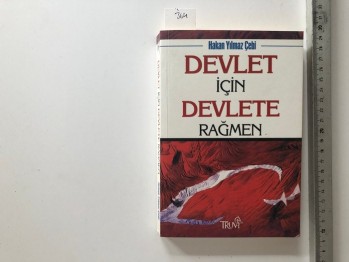 Hakan Yılmaz Çebi
DEVLET
İÇİN
DEVLETE
RAĞMEN
TRUVA